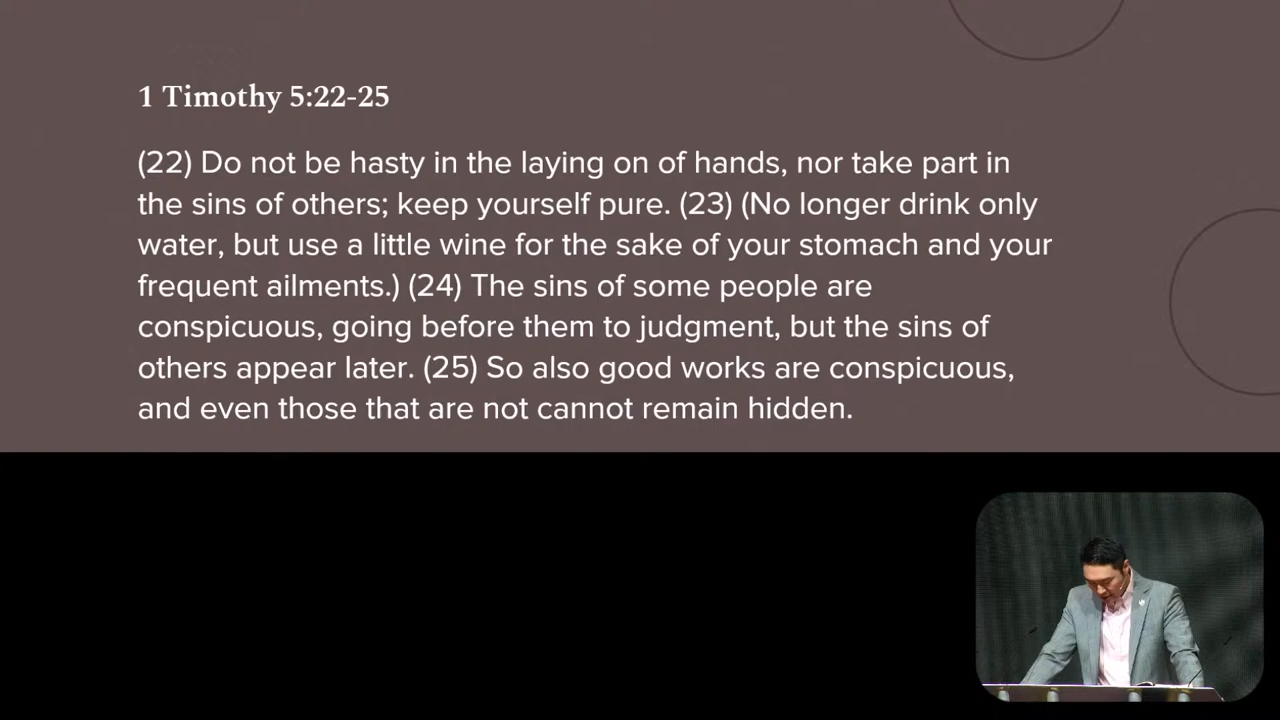 1 Timothy 5:22-25
(22) Do not be hasty in the laying on of hands, nor take part in
the sins of others; keep yourself pure. (23) (No longer drink only
water, but use a little wine for the sake of your stomach and your
frequent ailments.) (24) The sins of some people are
conspicuous, going before them to judgment, but the sins of
others appear later. (25) So also good works are conspicuous,
and even those that are not cannot remain hidden.